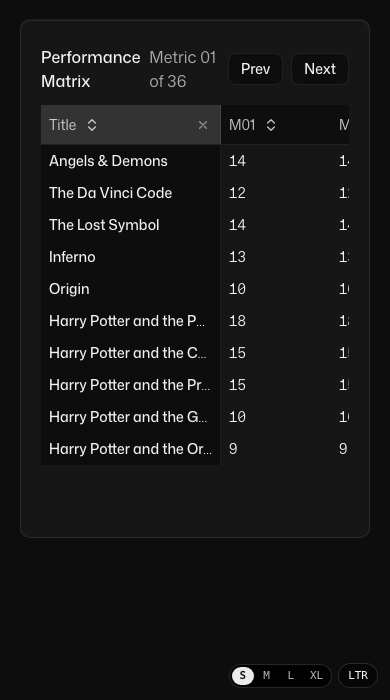 Performance Matrix
Metric 01 of 36
Prev
Next
Title
M01
M
Angels & Demons 14
The Da Vinci Code 12
The Lost Symbol 14
Inferno 13
Origin 10
Harry Potter and the P... 18
Harry Potter and the C... 15
Harry Potter and the Pr... 15
Harry Potter and the G... 10
Harry Potter and the Or... 9 9
S M L XL LTR